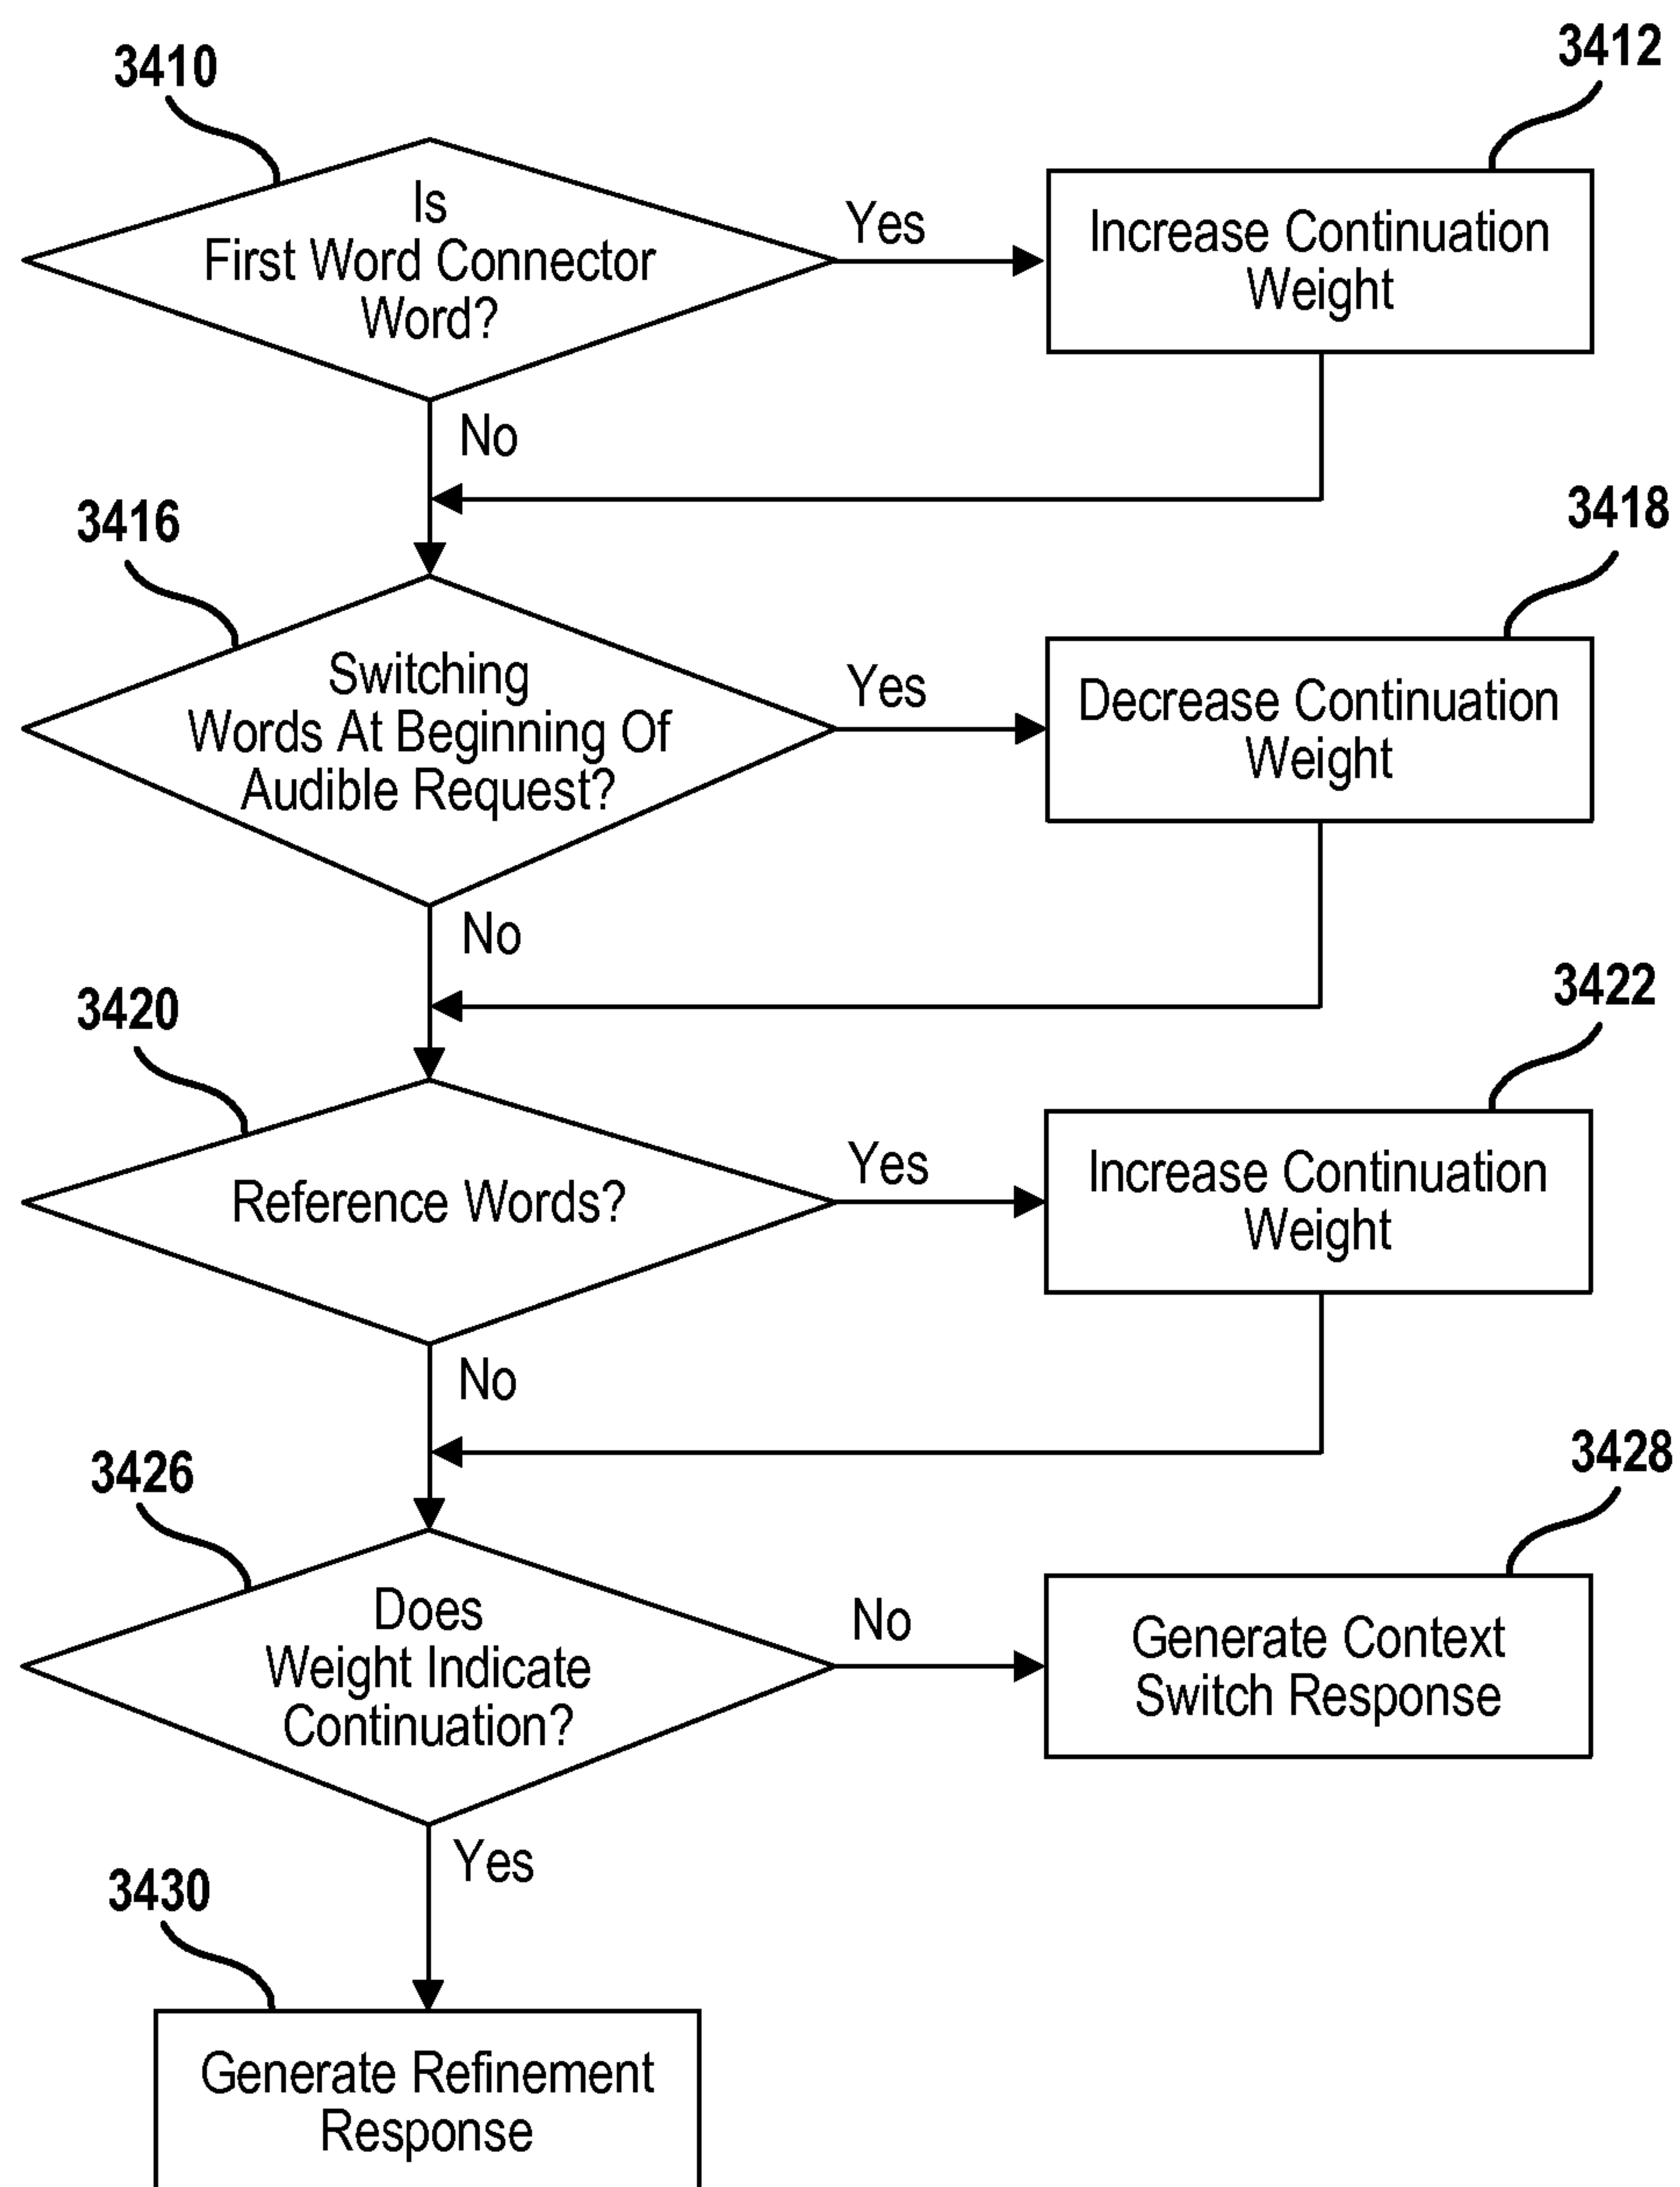 3410
3412
Is
First Word Connector
Word?
Yes
Increase Continuation
Weight
No
3416
3418
Switching
Words At Beginning Of
Audible Request?
Yes
Decrease Continuation
Weight
No
3420
3422
Reference Words?
Yes
Increase Continuation
Weight
No
3426
3428
Does
Weight Indicate
Continuation?
No
Generate Context
Switch Response
Yes
3430
Generate Refinement
Response